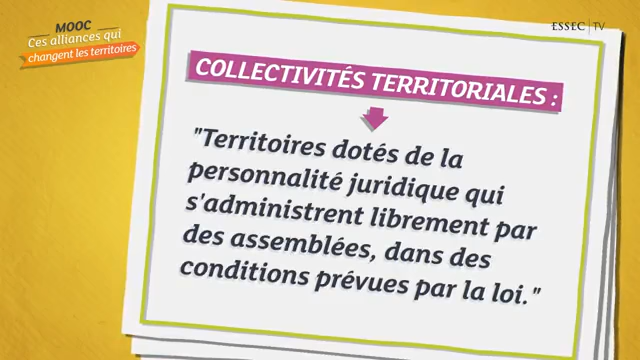 MOOC
Ces alliances qui
changent les territoires
ESSEC | TV
COLLECTIVITÉS TERRITORIALES :
"Territoires dotés de la
personnalité juridique qui
s'administrent librement par
des assemblées, dans des
conditions prévues par la loi."